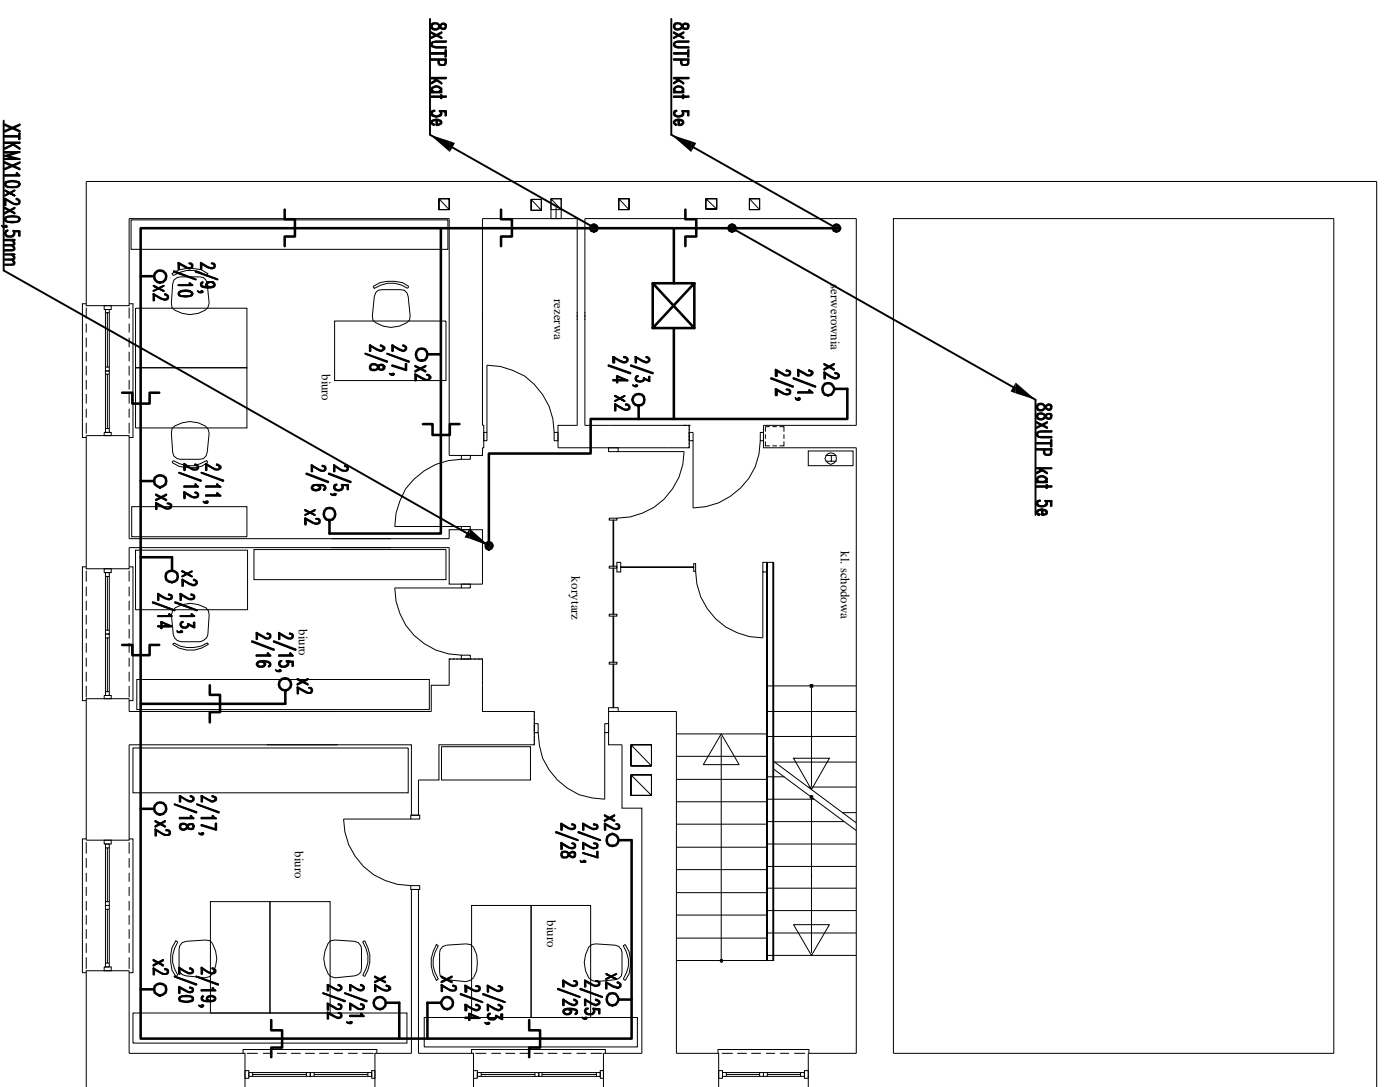 8xUTP kat 5e
8xUTP kat 5e
XTKMX10x2x0,5mm
88xUTP kat 5e
serwerownia
rezerwa
x2
2/1,
2/2
2/3,
2/4 x2
2/9,
2/10
x2
2/7,
2/8
x2
biuro
2/11,
2/12
x2
2/5,
2/6
x2
kl. schodowa
korytarz
x2
2/13,
2/14
biuro
2/15,
2/16
x2
2/17,
2/18
x2
biuro
x2
2/27,
2/28
biuro
x2
2/19,
2/20
x2
2/21,
2/22
x2
2/23,
2/24
x2
2/25,
2/26